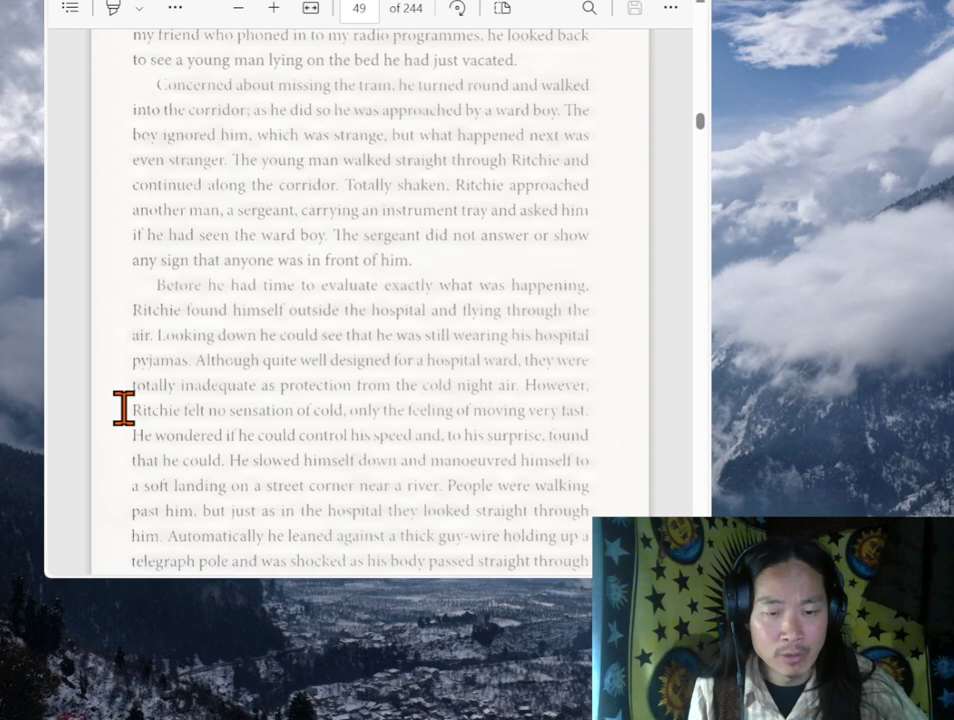 49 of 244
my friend who phoned in to my radio programmes, he looked back
to see a young man lying on the bed he had just vacated.
Concerned about missing the train, he turned round and walked
into the corridor; as he did so he was approached by a ward boy. The
boy ignored him, which was strange, but what happened next was
even stranger. The young man walked straight through Ritchie and
continued along the corridor. Totally shaken, Ritchie approached
another man, a sergeant, carrying an instrument tray and asked him
if he had seen the ward boy. The sergeant did not answer or show
any sign that anyone was in front of him.
Before he had time to evaluate exactly what was happening,
Ritchie found himself outside the hospital and flying through the
air. Looking down he could see that he was still wearing his hospital
pyjamas. Although quite well designed for a hospital ward, they were
totally inadequate as protection from the cold night air. However,
Ritchie felt no sensation of cold, only the feeling of moving very fast.
He wondered if he could control his speed and, to his surprise, found
that he could. He slowed himself down and manoeuvred himself to
a soft landing on a street corner near a river. People were walking
past him, but just as in the hospital they looked straight through
him. Automatically he leaned against a thick guy-wire holding up a
telegraph pole and was shocked as his body passed straight through